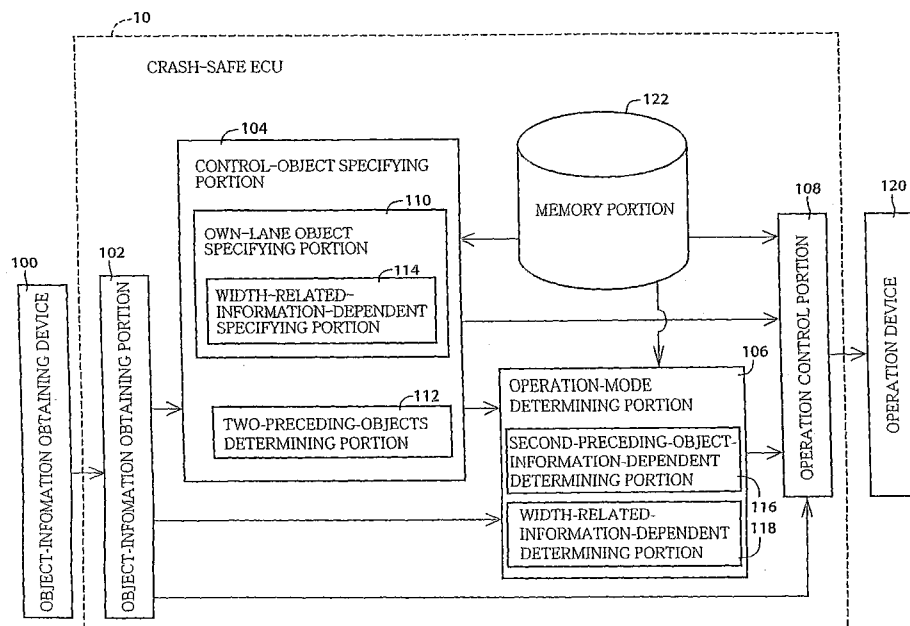 10
CRASH-SAFE ECU
122
104
CONTROL-OBJECT SPECIFYING
PORTION
MEMORY PORTION
108
120
110
OWN-LANE OBJECT
SPECIFYING PORTION
102
114
100
WIDTH-RELATED-
INFORMATION-DEPENDENT
SPECIFYING PORTION
OBJECT-INFOMATION OBTAINING DEVICE
OBJECT-INFOMATION OBTAINING PORTION
OPERATION CONTROL PORTION
OPERATION DEVICE
106
OPERATION-MODE
DETERMINING PORTION
112
TWO-PRECEDING-OBJECTS
DETERMINING PORTION
SECOND-PRECEDING-OBJECT-
INFORMATION-DEPENDENT
DETERMINING PORTION
116
WIDTH-RELATED-
INFORMATION-DEPENDENT
DETERMINING PORTION
118